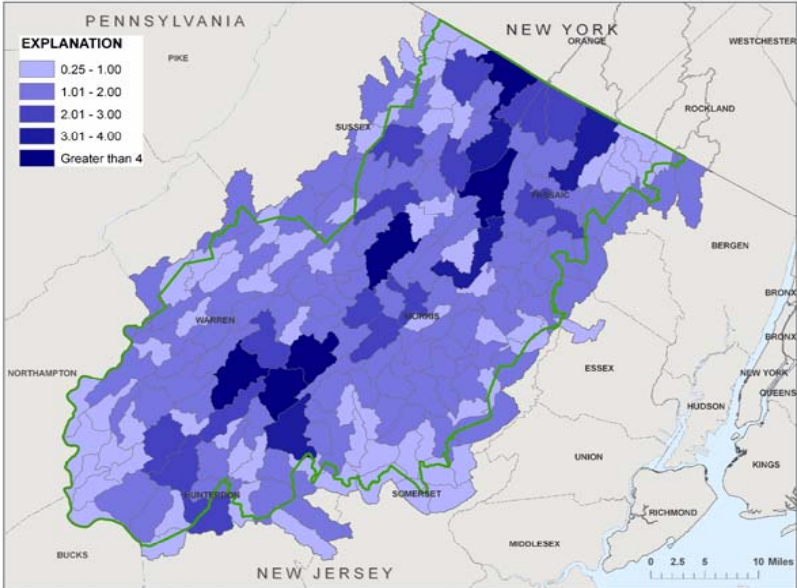 PENNSYLVANIA
NEW YORK
ORANGE
WESTCHESTER
EXPLANATION
PIKE
0.25 - 1.00
1.01 - 2.00
2.01 - 3.00
3.01 - 4.00
Greater than 4
ROCKLAND
SUSSEX
PASSAIC
BERGEN
BRONX
WARREN
MORRIS
BRONX
NORTHAMPTON
ESSEX
NEW YORK
QUEENS
HUDSON
UNION
KINGS
HUNTERDON
SOMERSET
RICHMOND
MIDDLESEX
BUCKS
NEW JERSEY
0 2.5 5 10 Miles